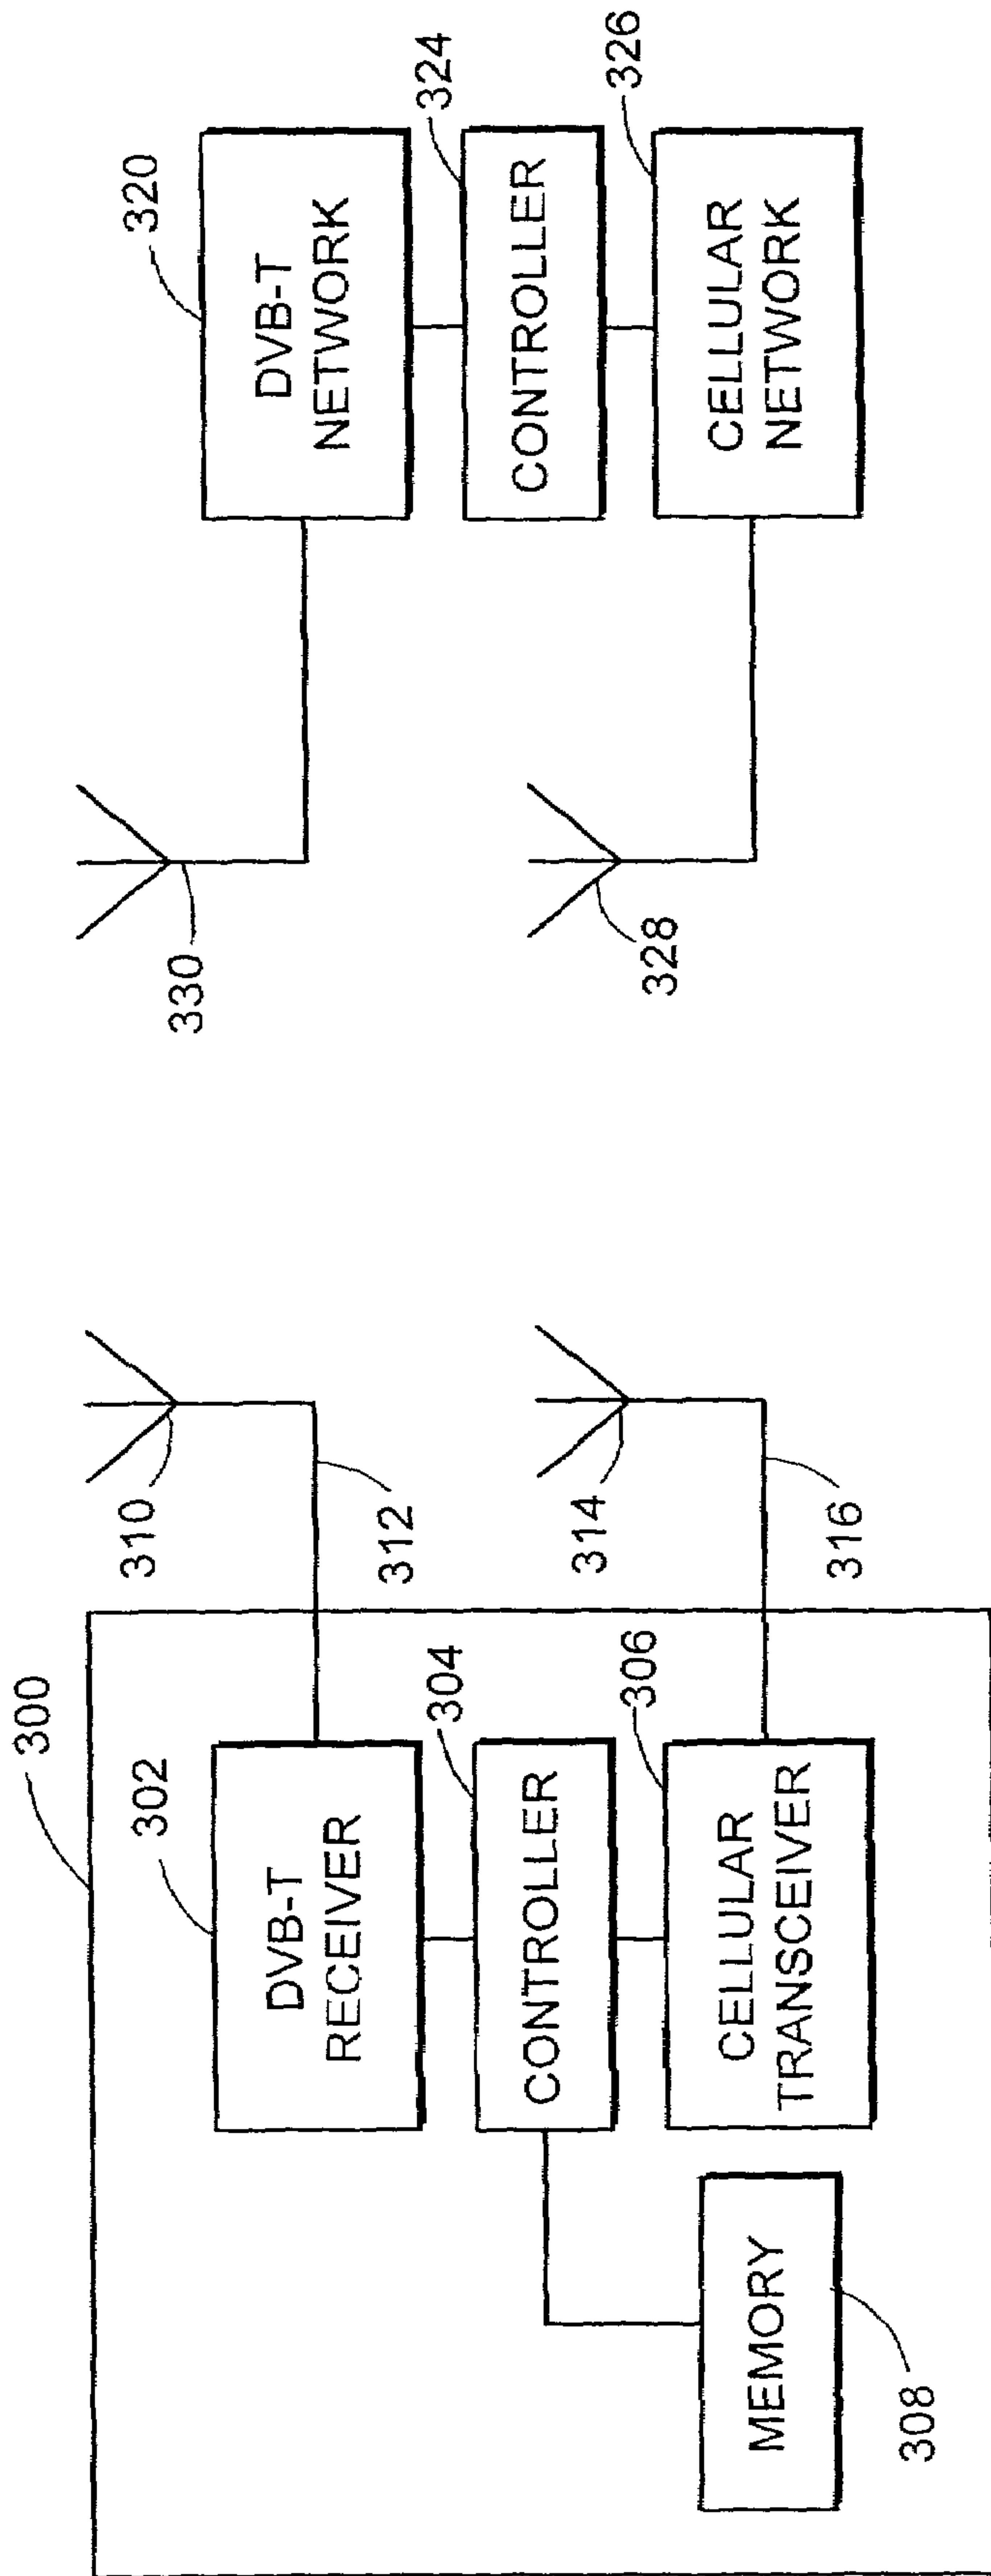 300
302
DVB-T
RECEIVER
310
312
304
CONTROLLER
306
CELLULAR
TRANSCEIVER
314
316
MEMORY
308
330
320
DVB-T
NETWORK
324
CONTROLLER
326
CELLULAR
NETWORK
328